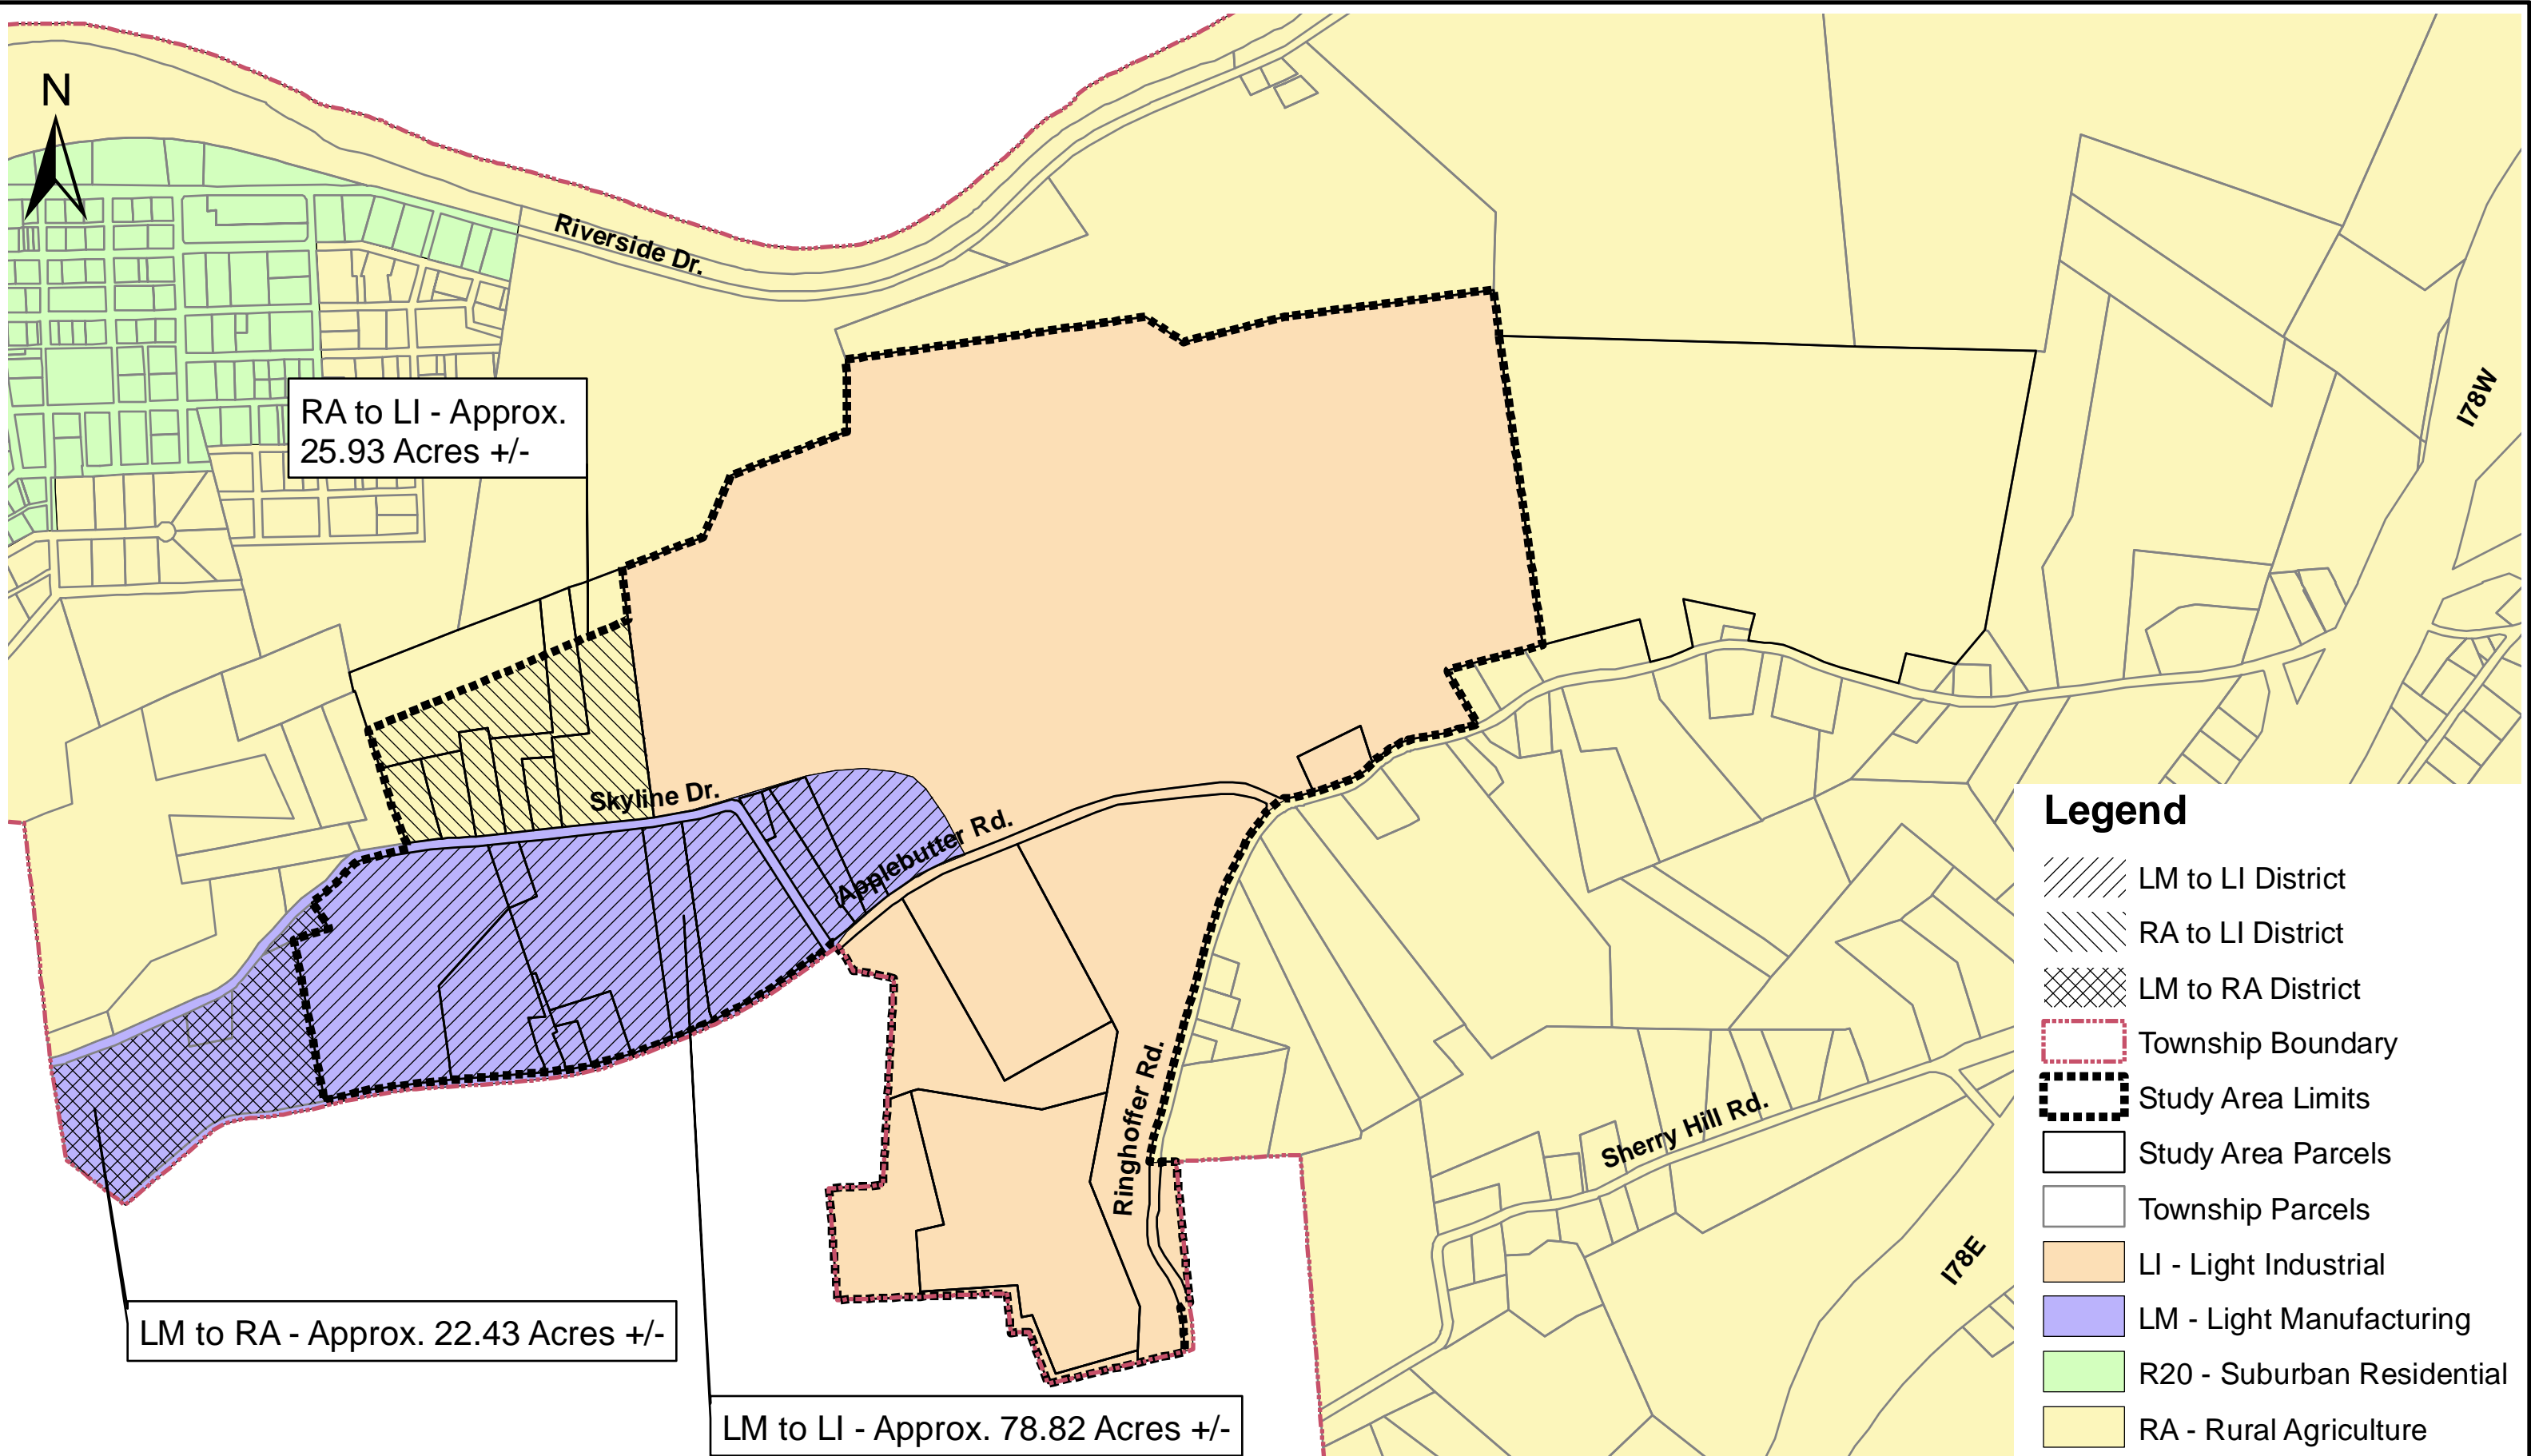 N
Riverside Dr.
I78W
RA to LI - Approx.
25.93 Acres +/-
Skyline Dr.
Applebutter Rd.
Ringhoffer Rd.
Sherry Hill Rd.
I78E
LM to RA - Approx. 22.43 Acres +/-
LM to LI - Approx. 78.82 Acres +/-
Legend
LM to LI District
RA to LI District
LM to RA District
Township Boundary
Study Area Limits
Study Area Parcels
Township Parcels
LI - Light Industrial
LM - Light Manufacturing
R20 - Suburban Residential
RA - Rural Agriculture